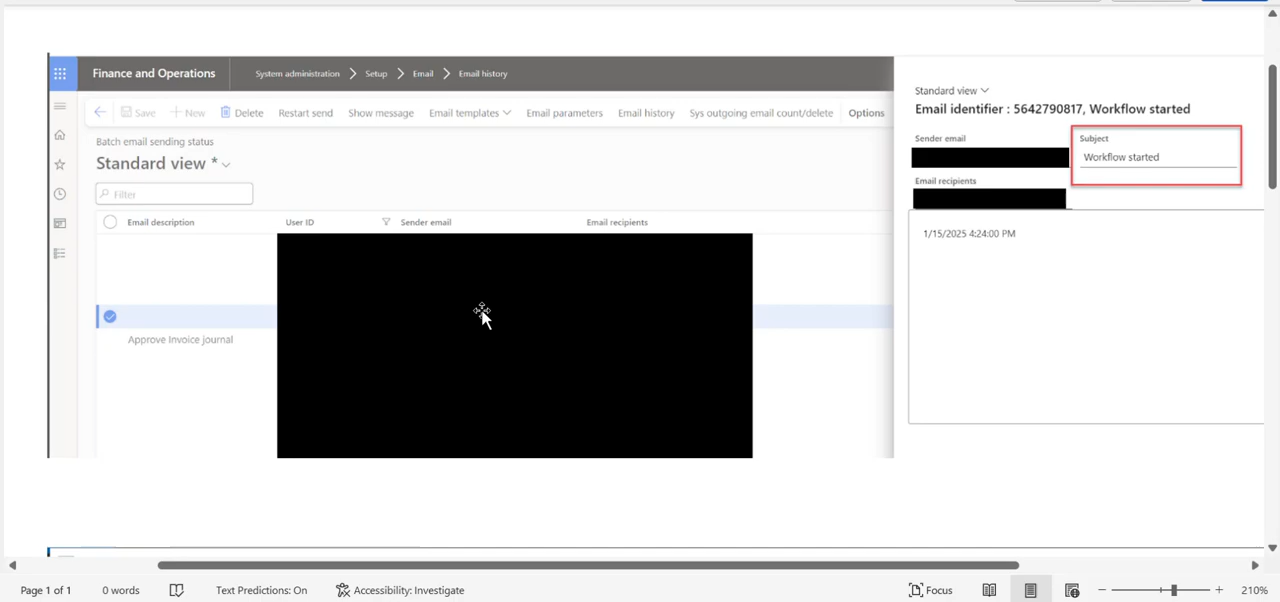 Finance and Operations
System administration > Setup > Email > Email history
Save New Delete Restart send Show message Email templates Email parameters Email history Sys outgoing email count/delete Options
Batch email sending status
Standard view *
Filter
Email description User ID Sender email Email recipients
Approve Invoice journal
Standard view
Email identifier : 5642790817, Workflow started
Sender email Subject
Workflow started
Email recipients
1/15/2025 4:24:00 PM
Page 1 of 1 0 words Text Predictions: On Accessibility: Investigate Focus 210%